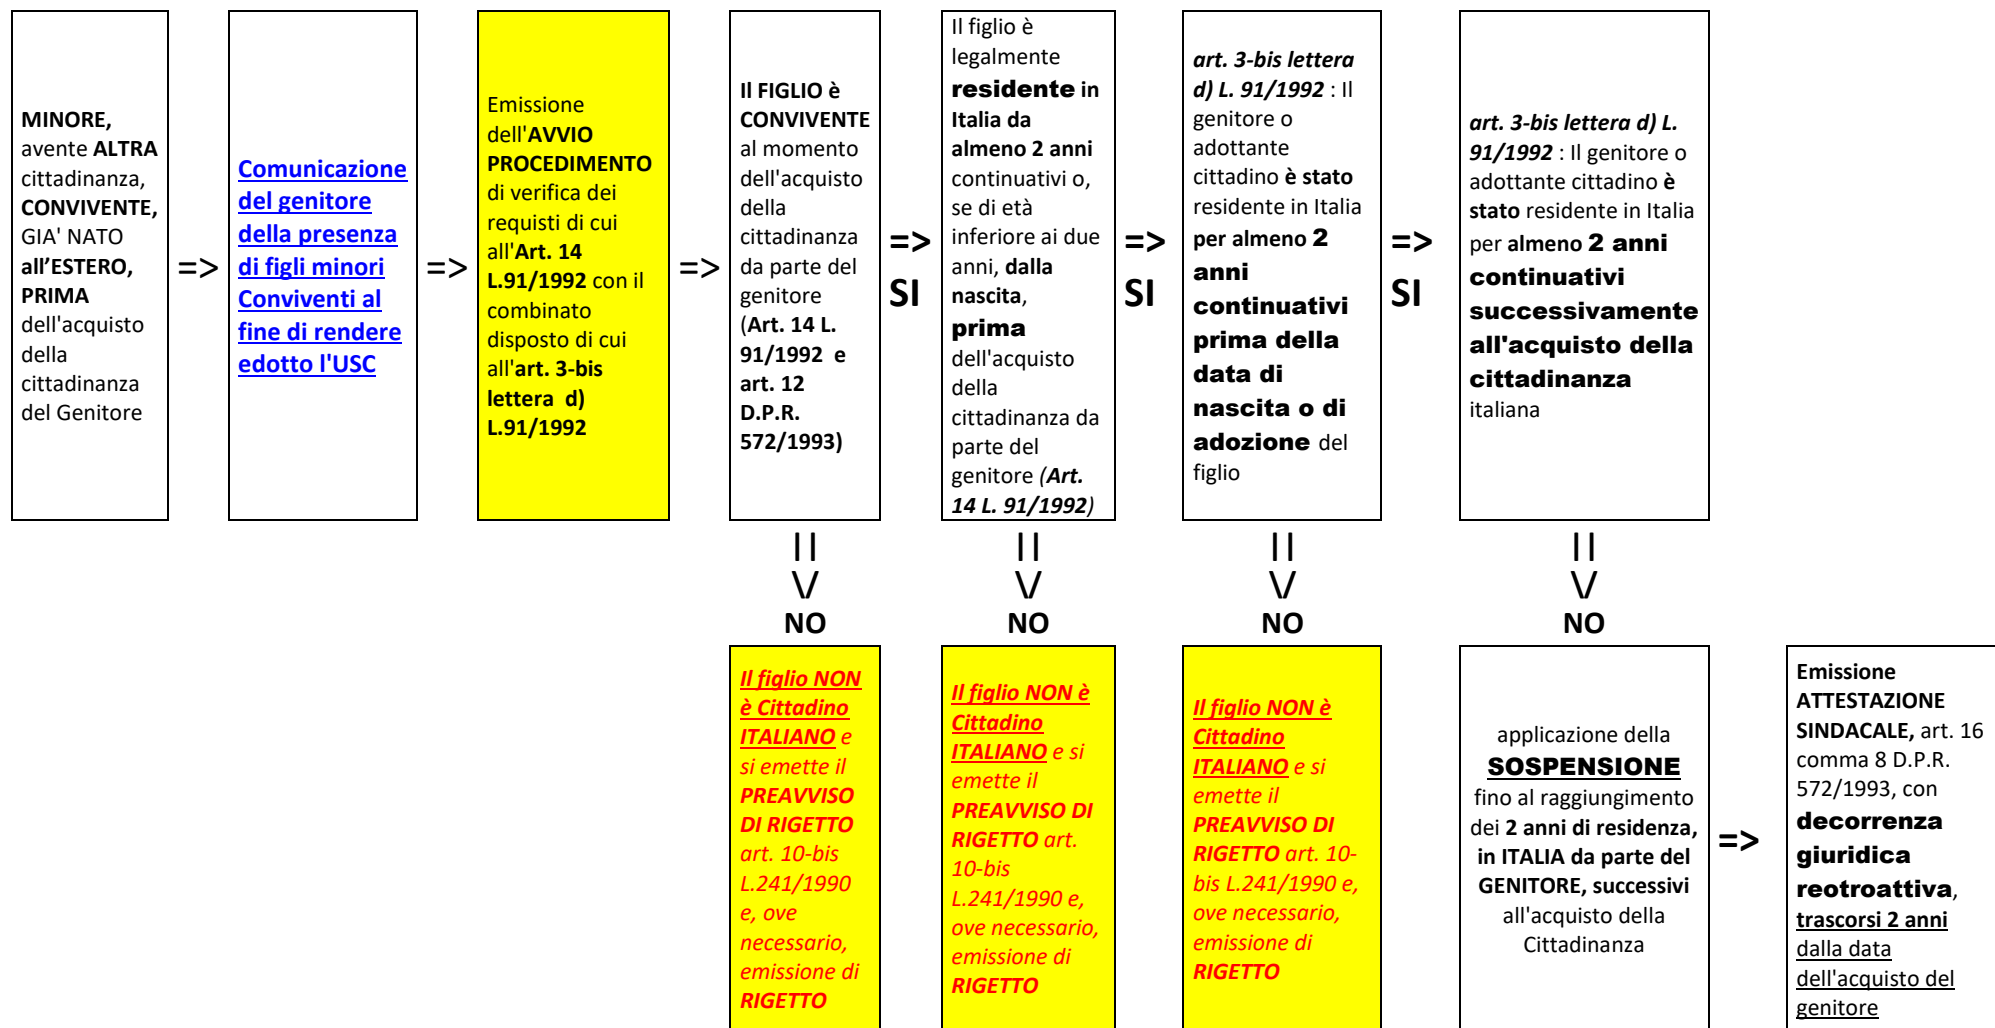 MINORE,
avente ALTRA
cittadinanza,
CONVIVENTE,
GIA' NATO
all’ESTERO,
PRIMA
dell'acquisto
della
cittadinanza
del Genitore
=>
Comunicazione
del genitore
della presenza
di figli minori
Conviventi al
fine di rendere
edotto l'USC
=>
Emissione
dell'AVVIO
PROCEDIMENTO
di verifica dei
requisti di cui
all'Art. 14
L.91/1992 con il
combinato
disposto di cui
all'art. 3-bis
lettera d)
L.91/1992
=>
Il FIGLIO è
CONVIVENTE
al momento
dell'acquisto
della
cittadinanza
da parte del
genitore
(Art. 14 L.
91/1992 e
art. 12
D.P.R.
572/1993)
=>
SI
Il figlio è
legalmente
residente in
Italia da
almeno 2 anni
continuativi o,
se di età
inferiore ai due
anni, dalla
nascita,
prima
dell'acquisto
della
cittadinanza da
parte del
genitore (Art.
14 L. 91/1992)
=>
SI
art. 3-bis lettera
d) L. 91/1992 : Il
genitore o
adottante
cittadino è stato
residente in Italia
per almeno 2
anni
continuativi
prima della
data di
nascita o di
adozione del
figlio
=>
SI
art. 3-bis lettera d) L.
91/1992 : Il genitore o
adottante cittadino è
stato residente in Italia
per almeno 2 anni
continuativi
successivamente
all'acquisto della
cittadinanza
italiana
||
\/
NO
||
\/
NO
||
\/
NO
||
\/
NO
Il figlio NON
è Cittadino
ITALIANO e
si emette il
PREAVVISO
DI RIGETTO
art. 10-bis
L.241/1990
e, ove
necessario,
emissione di
RIGETTO
Il figlio NON è
Cittadino
ITALIANO e si
emette il
PREAVVISO DI
RIGETTO art.
10-bis
L.241/1990 e,
ove necessario,
emissione di
RIGETTO
Il figlio NON è
Cittadino
ITALIANO e si
emette il
PREAVVISO DI
RIGETTO art. 10-
bis L.241/1990 e,
ove necessario,
emissione di
RIGETTO
applicazione della
SOSPENSIONE
fino al raggiungimento
dei 2 anni di residenza,
in ITALIA da parte del
GENITORE, successivi
all'acquisto della
Cittadinanza
=>
Emissione
ATTESTAZIONE
SINDACALE, art. 16
comma 8 D.P.R.
572/1993, con
decorrenza
giuridica
reotroattiva,
trascorsi 2 anni
dalla data
dell'acquisto del
genitore